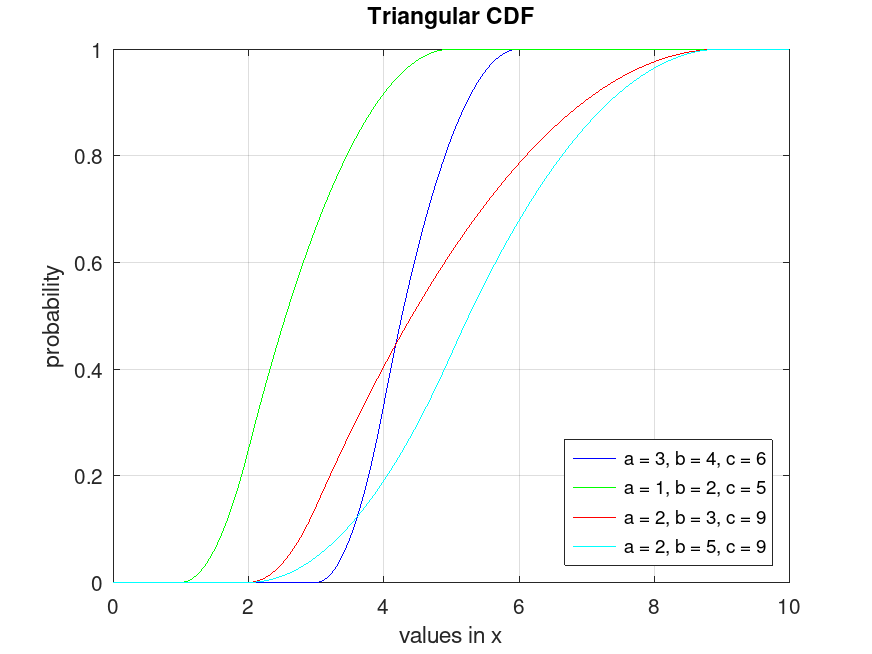 Triangular CDF
1
0.8
0.6
0.4
0.2
0
probability
a = 3, b = 4, c = 6
a = 1, b = 2, c = 5
a = 2, b = 3, c = 9
a = 2, b = 5, c = 9
0 2 4 6 8 10
values in x